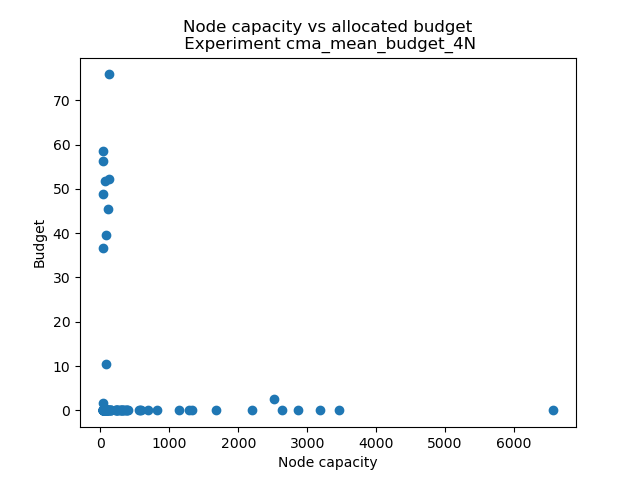 Node capacity vs allocated budget
Experiment cma_mean_budget_4N
Budget
70
60
50
40
30
20
10
0
0 1000 2000 3000 4000 5000 6000
Node capacity